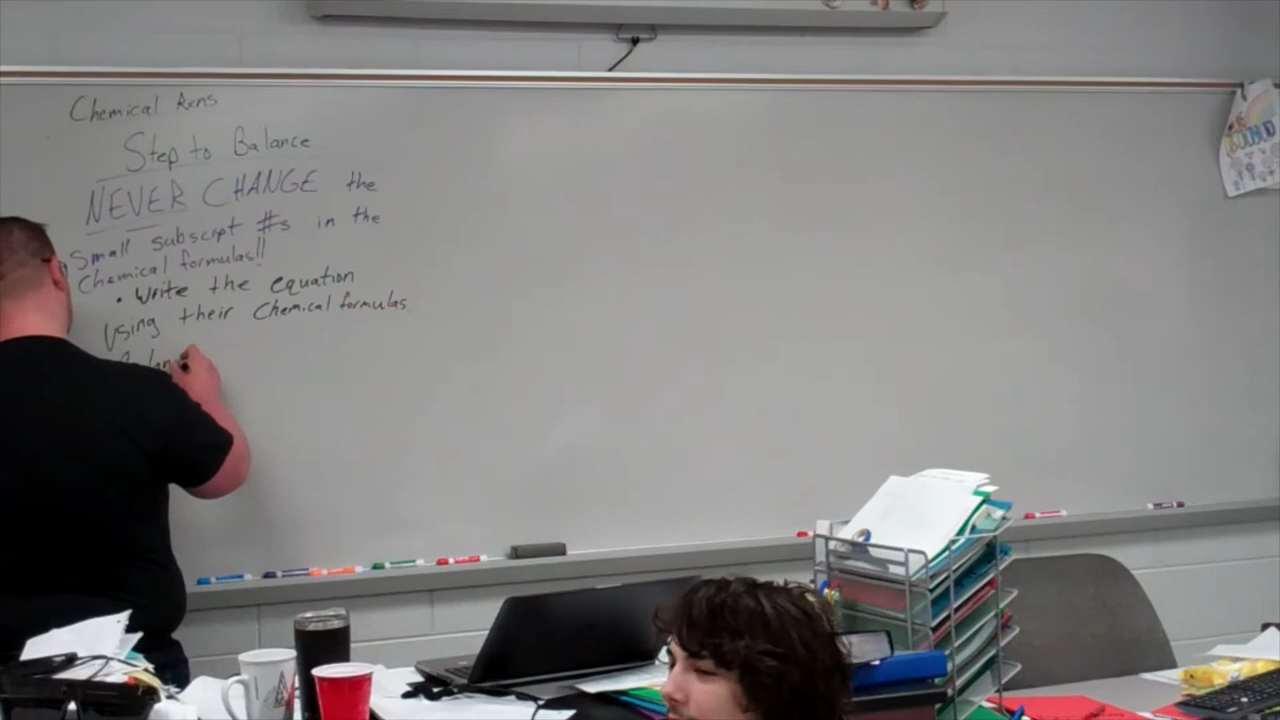 Chemical Rxns
Step to Balance
NEVER CHANGE the
Small subscript #s in the
Chemical formulas!!
• Write the equation
Using their Chemical formulas
Balan